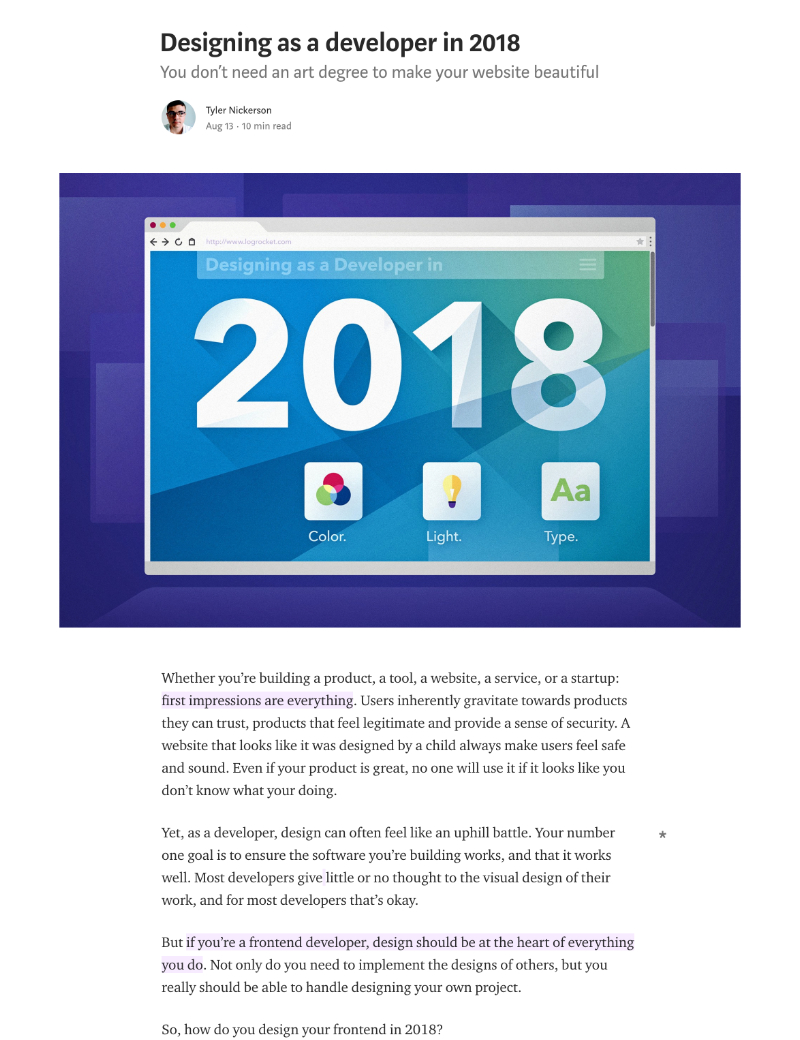 Designing as a developer in 2018
You don’t need an art degree to make your website beautiful
Tyler Nickerson
Aug 13 · 10 min read
http://www.logrocket.com
Designing as a Developer in
2018
Aa
Color.
Light.
Type.
Whether you’re building a product, a tool, a website, a service, or a startup:
first impressions are everything. Users inherently gravitate towards products
they can trust, products that feel legitimate and provide a sense of security. A
website that looks like it was designed by a child always make users feel safe
and sound. Even if your product is great, no one will use it if it looks like you
don’t know what your doing.
Yet, as a developer, design can often feel like an uphill battle. Your number
*
one goal is to ensure the software you’re building works, and that it works
well. Most developers give little or no thought to the visual design of their
work, and for most developers that’s okay.
But if you’re a frontend developer, design should be at the heart of everything
you do. Not only do you need to implement the designs of others, but you
really should be able to handle designing your own project.
So, how do you design your frontend in 2018?